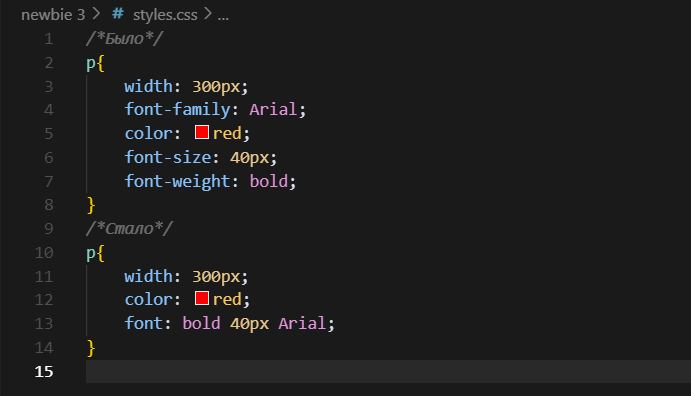 newbie 3 > # styles.css > ...
1 /*Было*/
2 p{
3 width: 300px;
4 font-family: Arial;
5 color: red;
6 font-size: 40px;
7 font-weight: bold;
8 }
9 /*Стало*/
10 p{
11 width: 300px;
12 color: red;
13 font: bold 40px Arial;
14 }
15